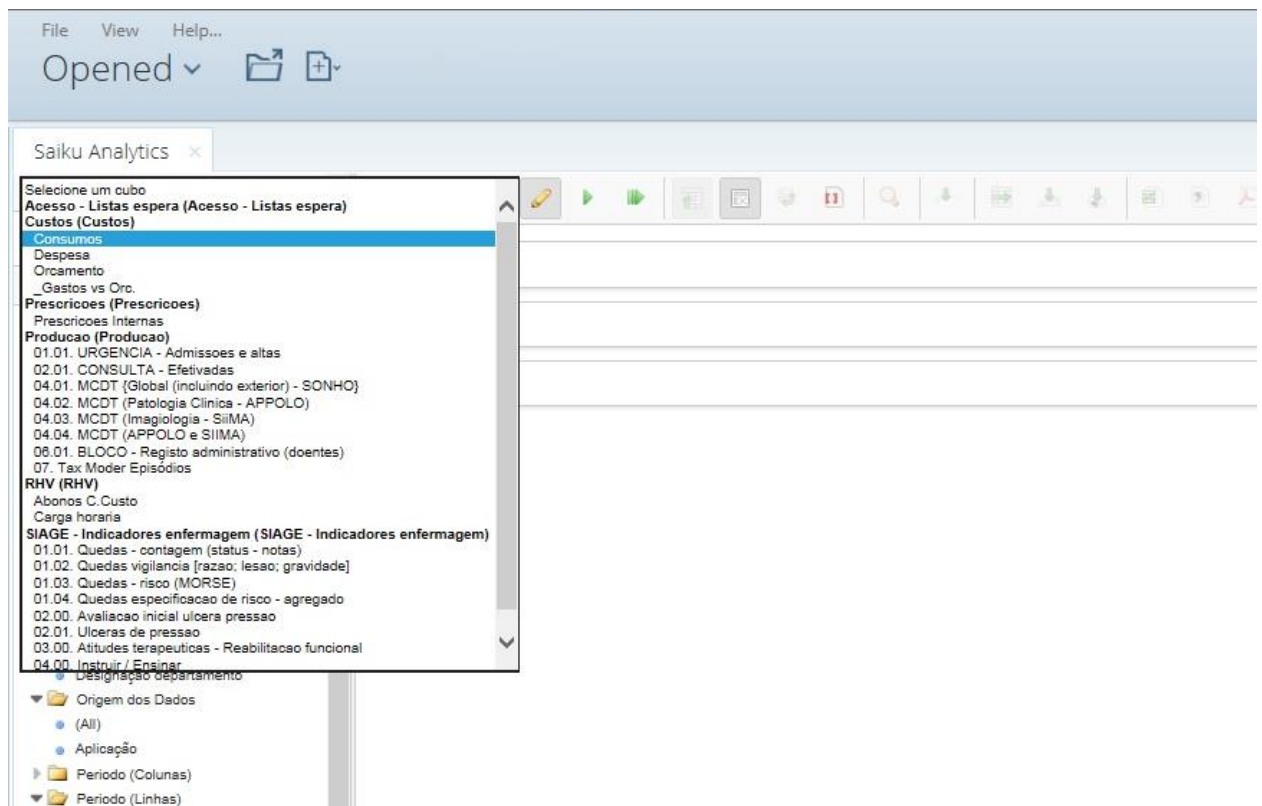 File View Help...
Opened
Saiku Analytics ×
Selecione um cubo
Acesso - Listas espera (Acesso - Listas espera)
Custos (Custos)
Consumos
Despesa
Orcamento
_Gastos vs Orc.
Prescricoes (Prescricoes)
Prescricoes Internas
Producao (Producao)
01.01. URGENCIA - Admissoes e altas
02.01. CONSULTA - Efetivadas
04.01. MCDT {Global (incluindo exterior) - SONHO}
04.02. MCDT (Patologia Clinica - APPOLO)
04.03. MCDT (Imagiologia - SiiMA)
04.04. MCDT (APPOLO e SIIMA)
06.01. BLOCO - Registo administrativo (doentes)
07. Tax Moder Episódios
RHV (RHV)
Abonos C.Custo
Carga horaria
SIAGE - Indicadores enfermagem (SIAGE - Indicadores enfermagem)
01.01. Quedas - contagem (status - notas)
01.02. Quedas vigilancia [razao; lesao; gravidade]
01.03. Quedas - risco (MORSE)
01.04. Quedas especificacao de risco - agregado
02.00. Avaliacao inicial ulcera pressao
02.01. Ulceras de pressao
03.00. Atitudes terapeuticas - Reabilitacao funcional
04.00. Instruir / Ensinar
Designação departamento
Origem dos Dados
(All)
Aplicação
Periodo (Colunas)
Periodo (Linhas)